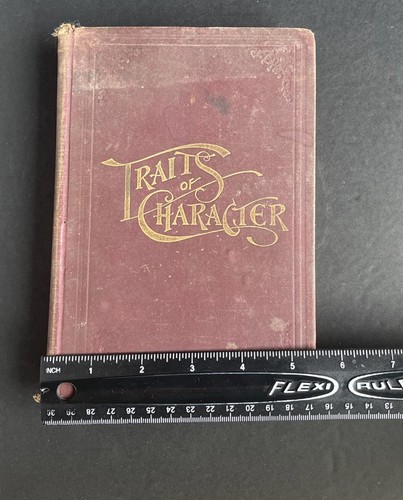 TRAITS
OF
CHARACTER
INCH 1 2 3 4 5 6 7
FLEXI RULE
30 29 28 27 26 25 24 23 22 21 20 19 18 17 16 15 14 13